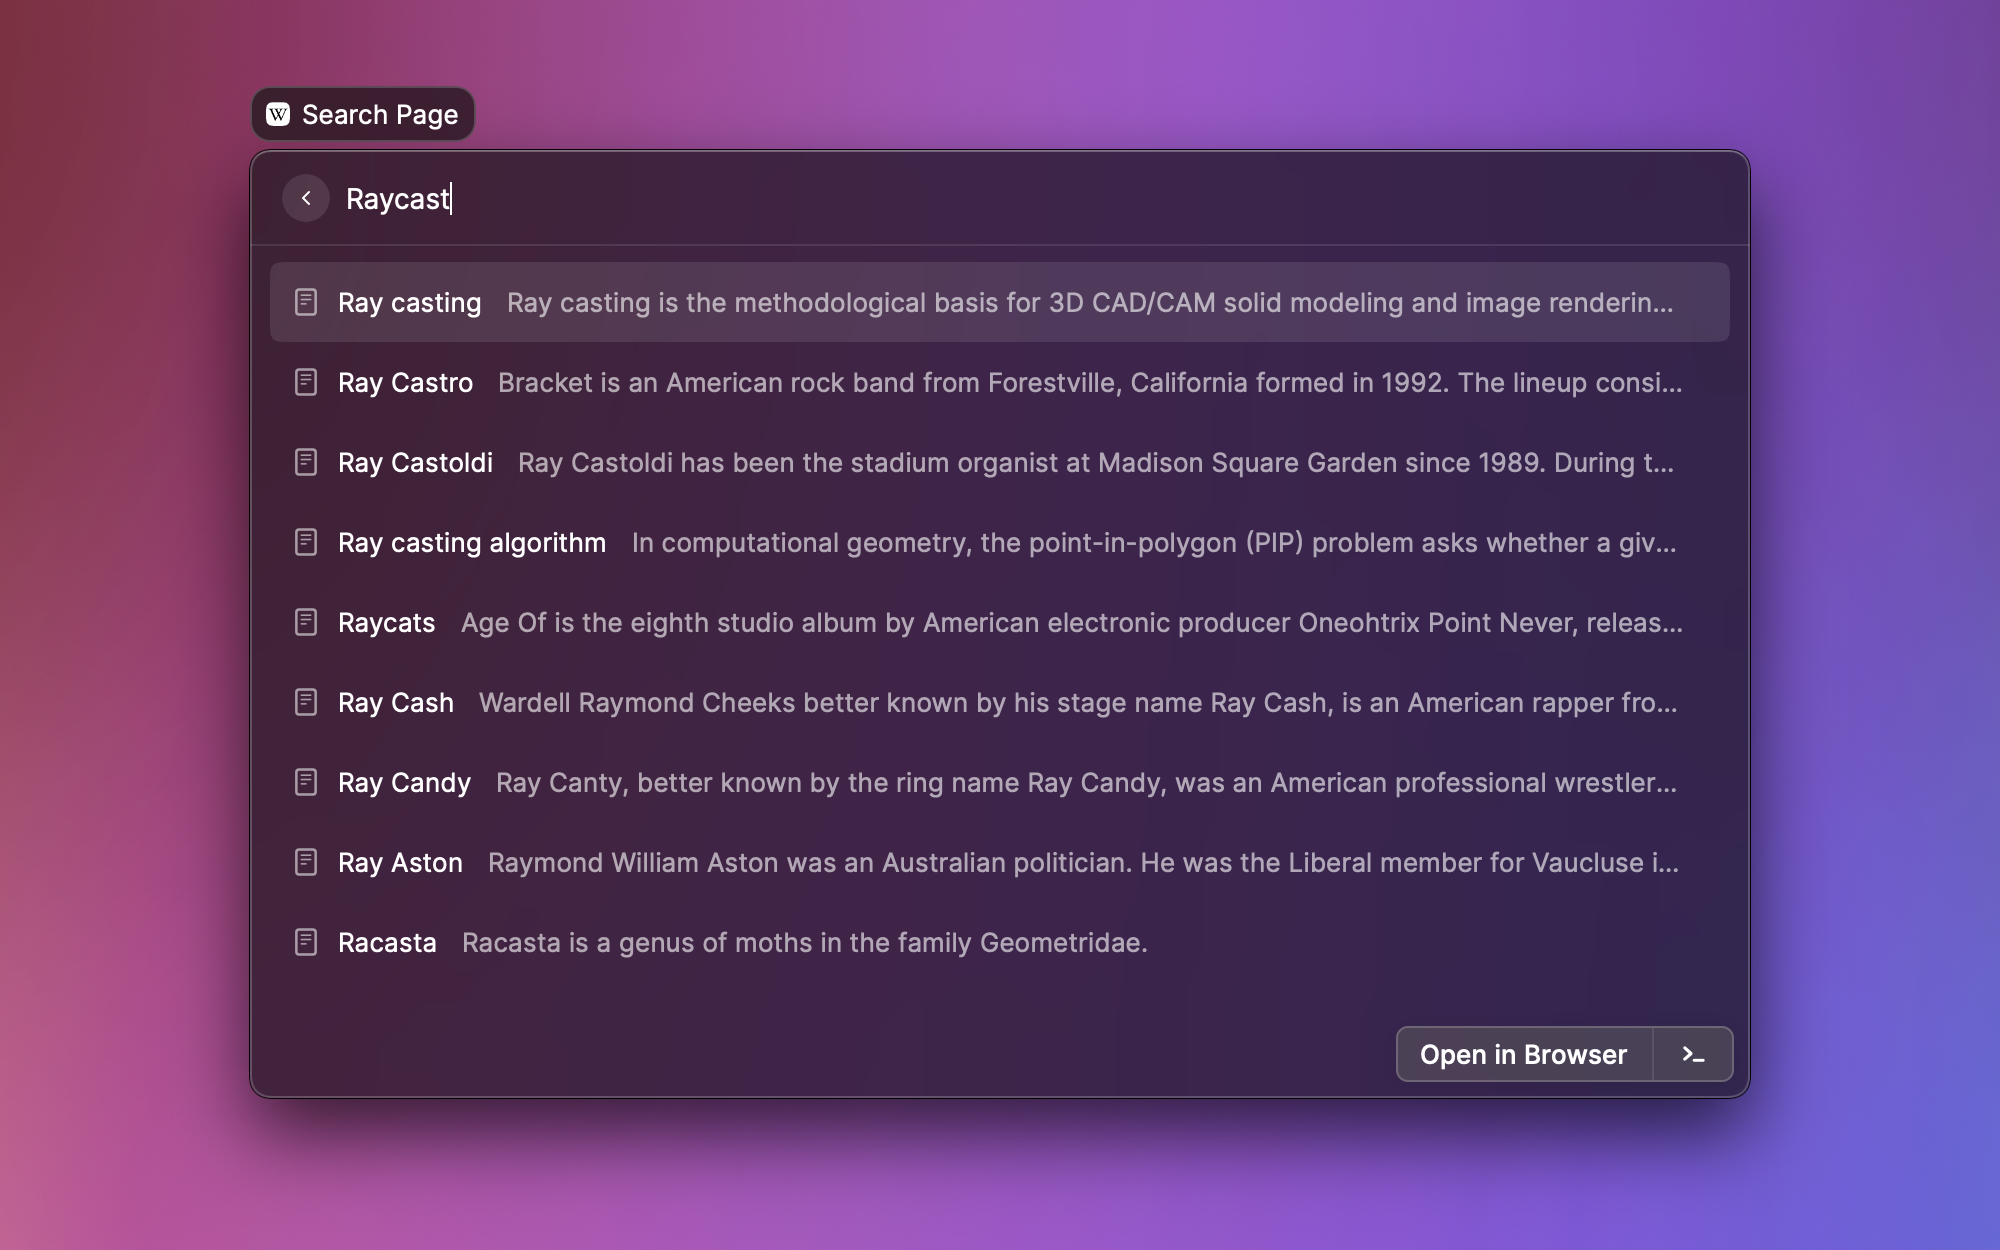 W Search Page
Raycast
Ray casting Ray casting is the methodological basis for 3D CAD/CAM solid modeling and image renderin...
Ray Castro Bracket is an American rock band from Forestville, California formed in 1992. The lineup consi...
Ray Castoldi Ray Castoldi has been the stadium organist at Madison Square Garden since 1989. During t...
Ray casting algorithm In computational geometry, the point-in-polygon (PIP) problem asks whether a giv...
Raycats Age Of is the eighth studio album by American electronic producer Oneohtrix Point Never, releas...
Ray Cash Wardell Raymond Cheeks better known by his stage name Ray Cash, is an American rapper fro...
Ray Candy Ray Canty, better known by the ring name Ray Candy, was an American professional wrestler...
Ray Aston Raymond William Aston was an Australian politician. He was the Liberal member for Vaucluse i...
Racasta Racasta is a genus of moths in the family Geometridae.
Open in Browser